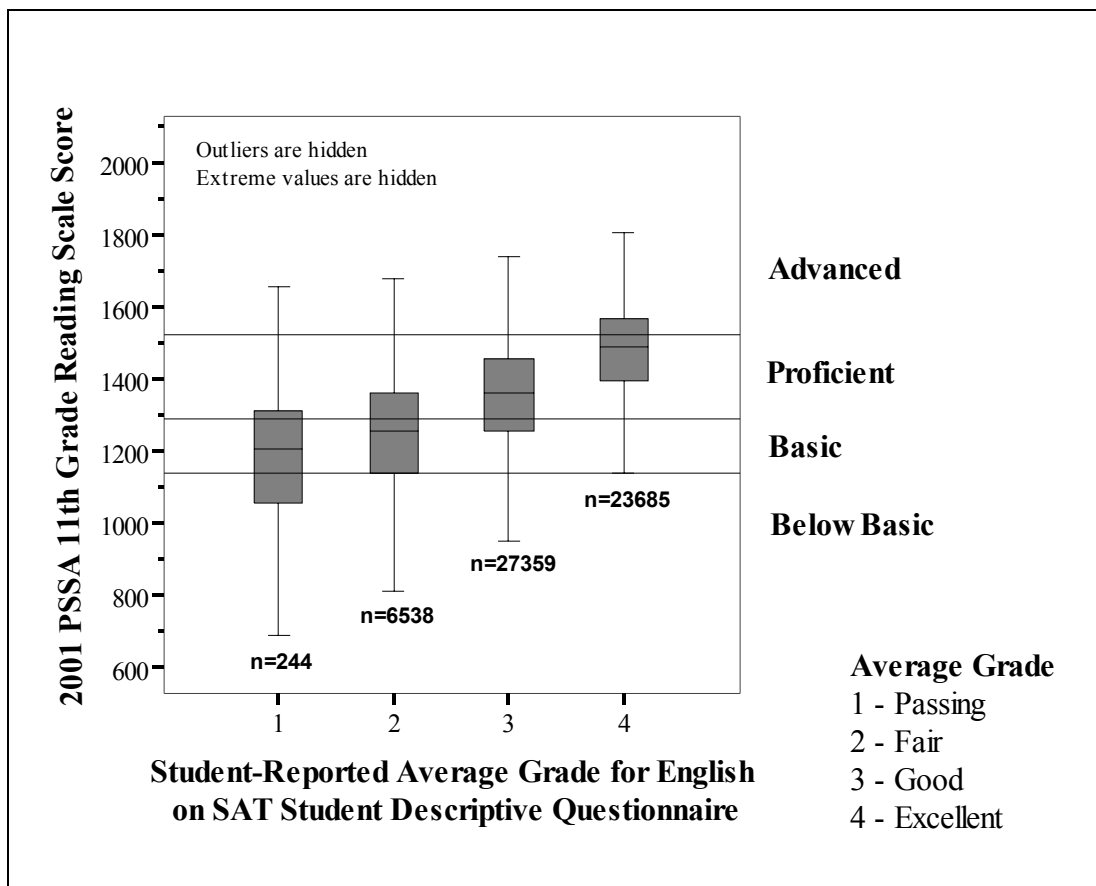 Outliers are hidden
Extreme values are hidden
2001 PSSA 11th Grade Reading Scale Score
2000
1800
1600
1400
1200
1000
800
600
Advanced
Proficient
Basic
Below Basic
n=244
n=6538
n=27359
n=23685
1
2
3
4
Student-Reported Average Grade for English
on SAT Student Descriptive Questionnaire
Average Grade
1 - Passing
2 - Fair
3 - Good
4 - Excellent